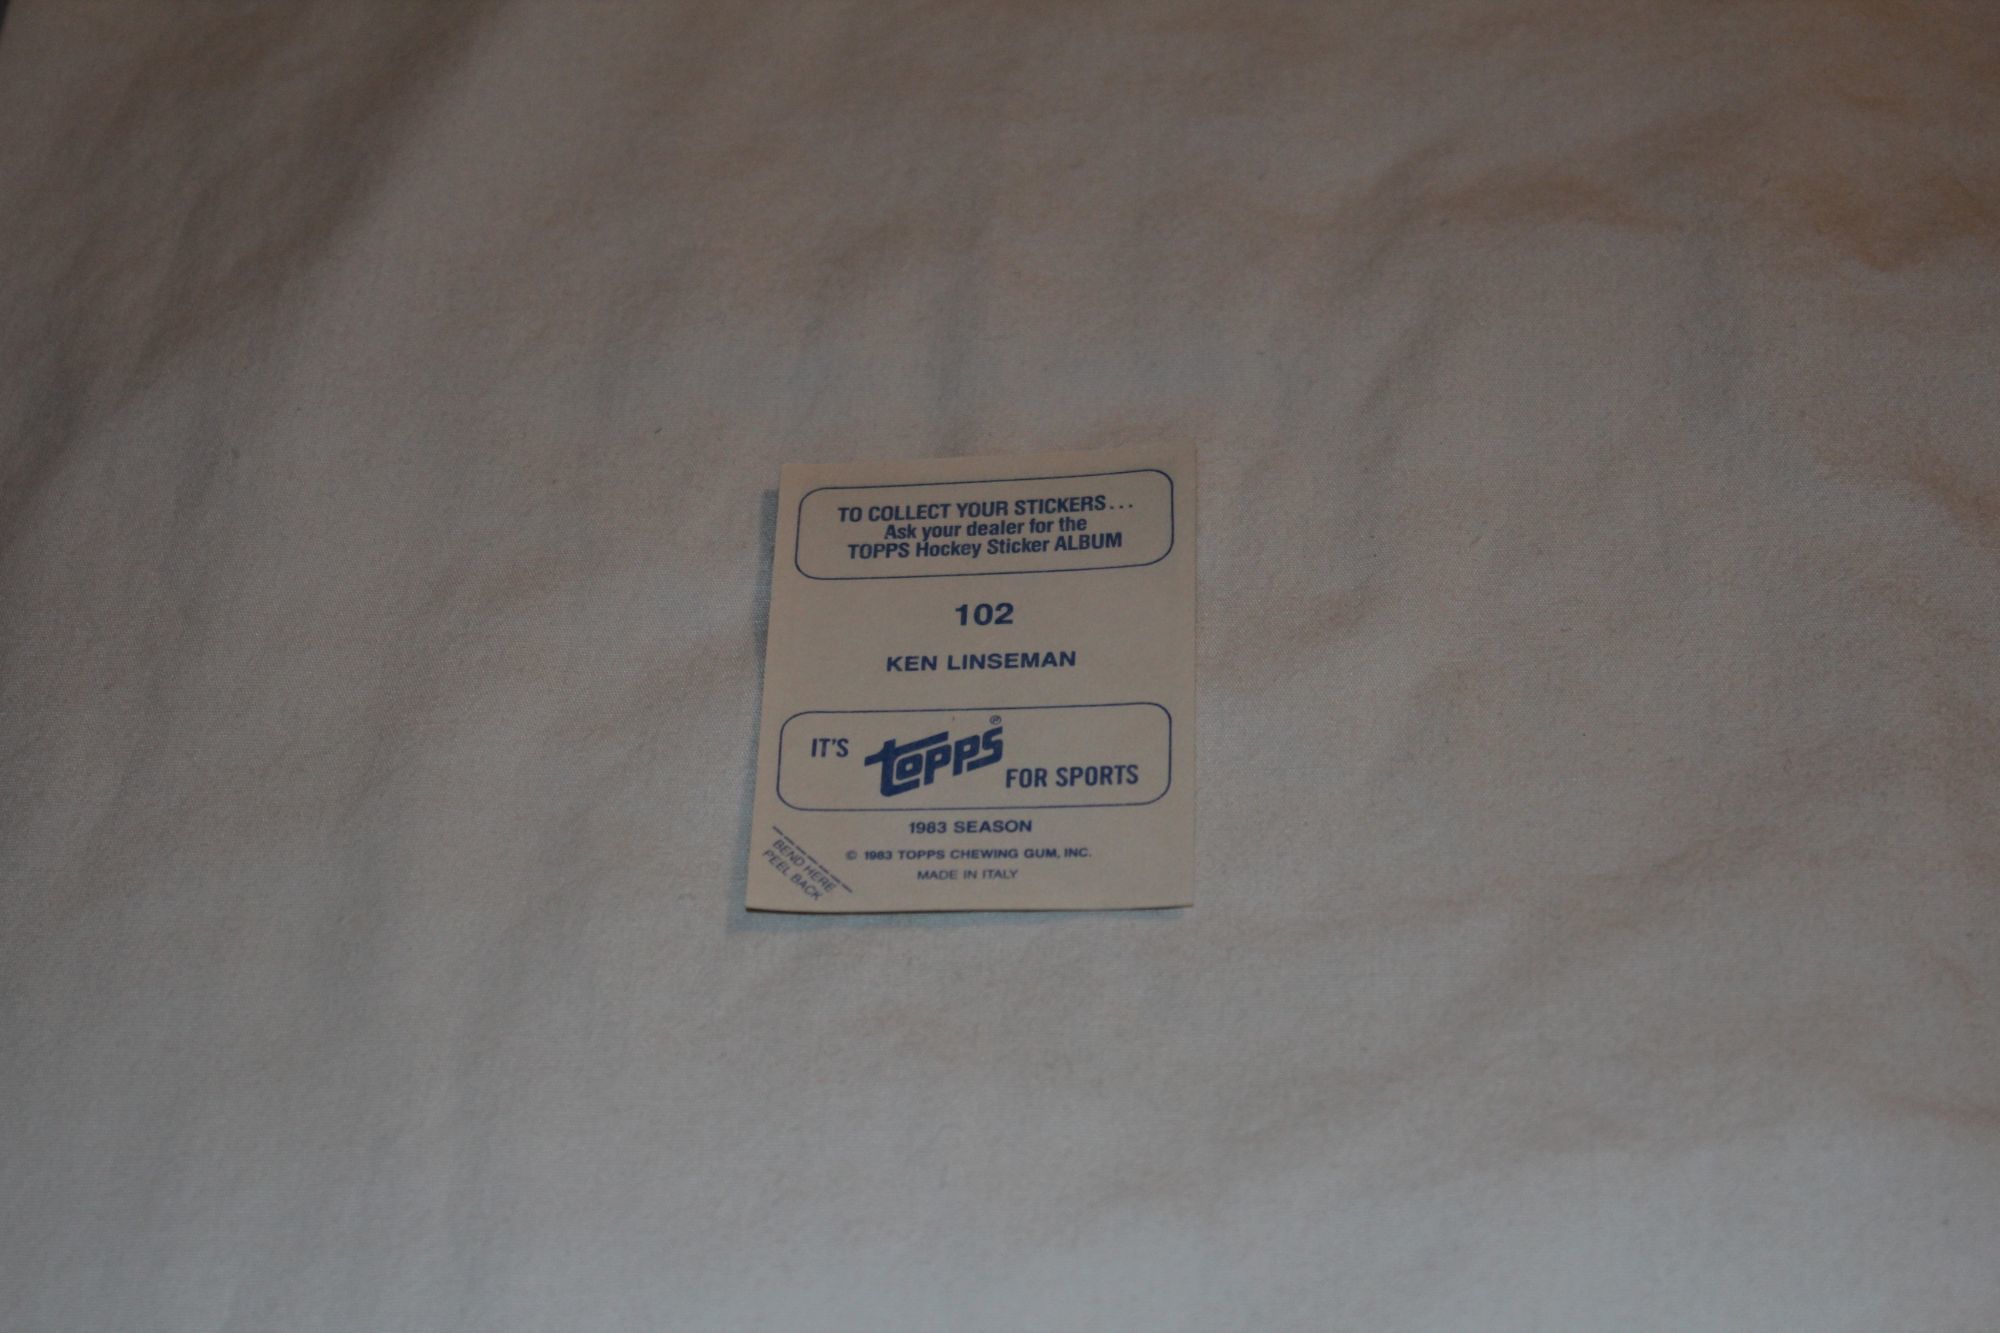 TO COLLECT YOUR STICKERS...
Ask your dealer for the
TOPPS Hockey Sticker ALBUM
102
KEN LINSEMAN
IT'S topps® FOR SPORTS
1983 SEASON
© 1983 TOPPS CHEWING GUM, INC.
MADE IN ITALY
BEND HERE
PEEL BACK